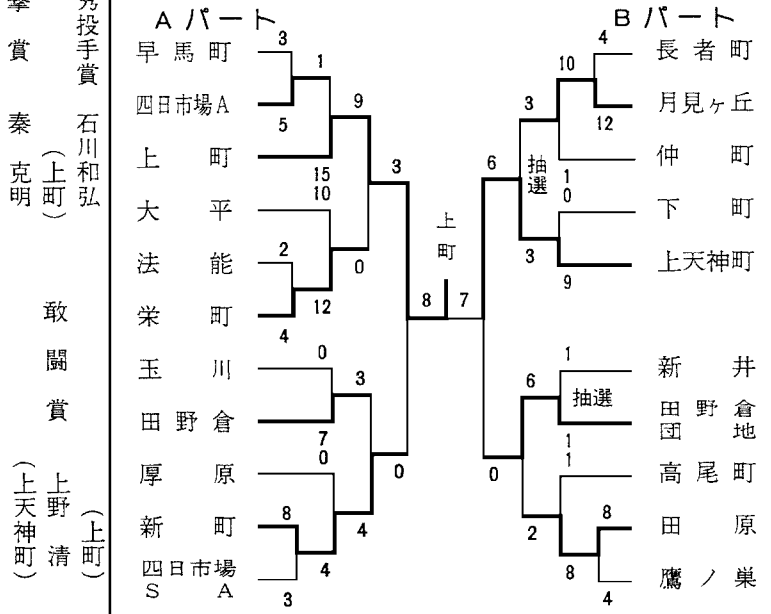 Aパート
早馬町
四日市場A
上町
大平
法能
栄町
玉川
田野倉
厚原
新町
四日市場
SA
3
5
1
15
10
2
4
12
9
0
0
7
0
8
3
4
3
4
3
0
上町
8
7
Bパート
長者町
月見ヶ丘
仲町
下町
上天神町
新井
田野倉
団地
高尾町
田原
鷹ノ巣
4
12
10
1
0
9
3
抽選
3
6
1
抽選
1
1
8
4
8
6
2
0
秀投手賞 石川和弘
(上町)
撃賞 秦克明
(上町)
敢闘賞 上野清
(上天神町)